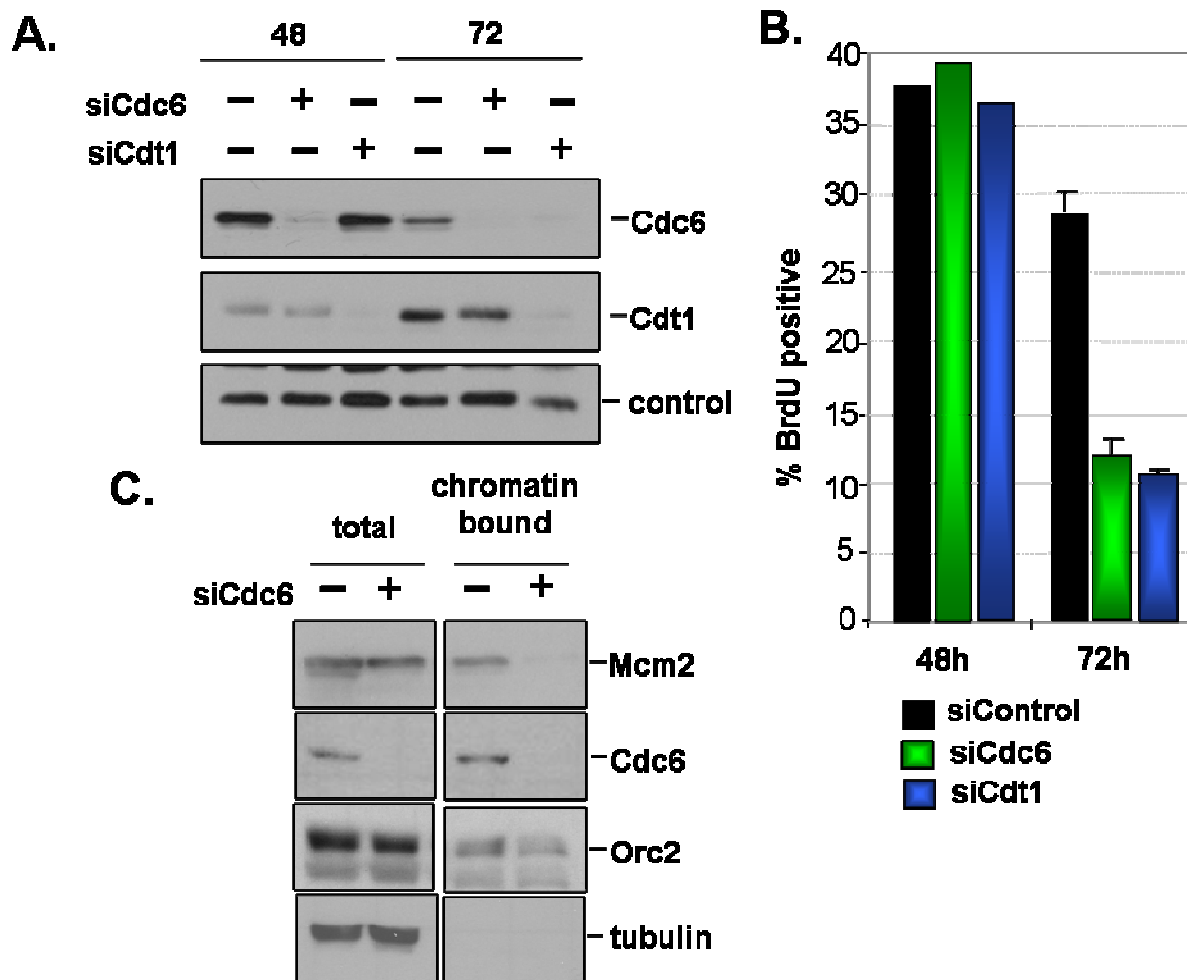 A.
48 72
siCdc6 – + – – + –
siCdt1 – – + – – +
–Cdc6
–Cdt1
–control
B.
40
35
30
25
20
15
10
5
0
% BrdU positive
48h 72h
siControl
siCdc6
siCdt1
C.
total
chromatin
bound
siCdc6 – + – +
–Mcm2
–Cdc6
–Orc2
–tubulin